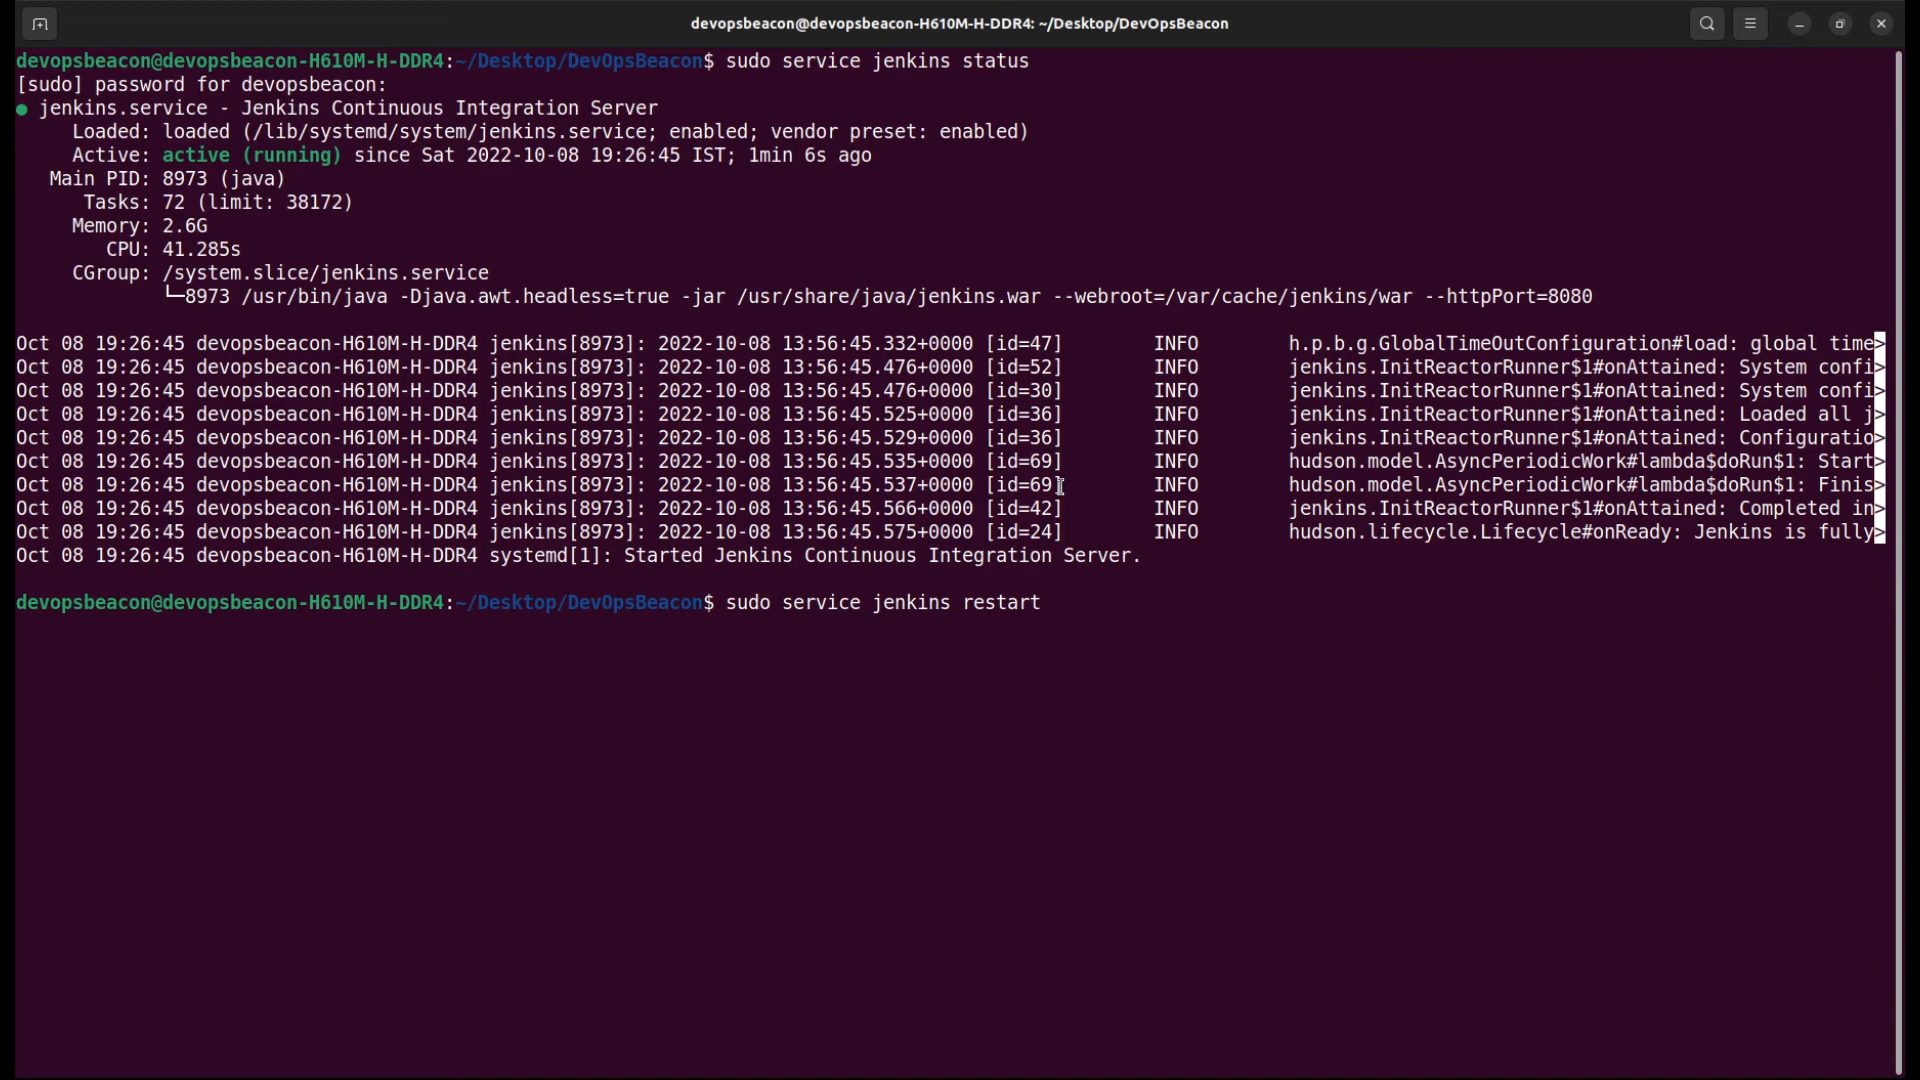 devopsbeacon@devopsbeacon-H610M-H-DDR4: ~/Desktop/DevOpsBeacon
devopsbeacon@devopsbeacon-H610M-H-DDR4:~/Desktop/DevOpsBeacon$ sudo service jenkins status
[sudo] password for devopsbeacon:
● jenkins.service - Jenkins Continuous Integration Server
     Loaded: loaded (/lib/systemd/system/jenkins.service; enabled; vendor preset: enabled)
     Active: active (running) since Sat 2022-10-08 19:26:45 IST; 1min 6s ago
   Main PID: 8973 (java)
      Tasks: 72 (limit: 38172)
     Memory: 2.6G
        CPU: 41.285s
     CGroup: /system.slice/jenkins.service
             └─8973 /usr/bin/java -Djava.awt.headless=true -jar /usr/share/java/jenkins.war --webroot=/var/cache/jenkins/war --httpPort=8080
Oct 08 19:26:45 devopsbeacon-H610M-H-DDR4 jenkins[8973]: 2022-10-08 13:56:45.332+0000 [id=47]        INFO        h.p.b.g.GlobalTimeOutConfiguration#load: global time>
Oct 08 19:26:45 devopsbeacon-H610M-H-DDR4 jenkins[8973]: 2022-10-08 13:56:45.476+0000 [id=52]        INFO        jenkins.InitReactorRunner$1#onAttained: System confi>
Oct 08 19:26:45 devopsbeacon-H610M-H-DDR4 jenkins[8973]: 2022-10-08 13:56:45.476+0000 [id=30]        INFO        jenkins.InitReactorRunner$1#onAttained: System confi>
Oct 08 19:26:45 devopsbeacon-H610M-H-DDR4 jenkins[8973]: 2022-10-08 13:56:45.525+0000 [id=36]        INFO        jenkins.InitReactorRunner$1#onAttained: Loaded all j>
Oct 08 19:26:45 devopsbeacon-H610M-H-DDR4 jenkins[8973]: 2022-10-08 13:56:45.529+0000 [id=36]        INFO        jenkins.InitReactorRunner$1#onAttained: Configuratio>
Oct 08 19:26:45 devopsbeacon-H610M-H-DDR4 jenkins[8973]: 2022-10-08 13:56:45.535+0000 [id=69]        INFO        hudson.model.AsyncPeriodicWork#lambda$doRun$1: Start>
Oct 08 19:26:45 devopsbeacon-H610M-H-DDR4 jenkins[8973]: 2022-10-08 13:56:45.537+0000 [id=69]        INFO        hudson.model.AsyncPeriodicWork#lambda$doRun$1: Finis>
Oct 08 19:26:45 devopsbeacon-H610M-H-DDR4 jenkins[8973]: 2022-10-08 13:56:45.566+0000 [id=42]        INFO        jenkins.InitReactorRunner$1#onAttained: Completed in>
Oct 08 19:26:45 devopsbeacon-H610M-H-DDR4 jenkins[8973]: 2022-10-08 13:56:45.575+0000 [id=24]        INFO        hudson.lifecycle.Lifecycle#onReady: Jenkins is fully>
Oct 08 19:26:45 devopsbeacon-H610M-H-DDR4 systemd[1]: Started Jenkins Continuous Integration Server.
devopsbeacon@devopsbeacon-H610M-H-DDR4:~/Desktop/DevOpsBeacon$ sudo service jenkins restart